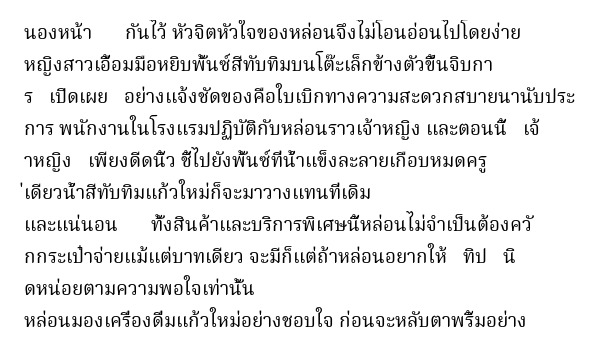 นองหน้า กันไว้ หัวจิตหัวใจของหล่อนจึงไม่โอนอ่อนไปโดยง่าย
หญิงสาวเอื้อมมือหยิบพั้นซ์สีทับทิมบนโต๊ะเล็กข้างตัวขึ้นจิบกา
ร เปิดเผย อย่างแจ้งชัดของคือใบเบิกทางความสะดวกสบายนานับประ
การ พนักงานในโรงแรมปฏิบัติกับหล่อนราวเจ้าหญิง และตอนนี้ เจ้
าหญิง เพียงดีดนิ้ว ชี้ไปยังพั้นซ์ที่น้ำแข็งละลายเกือบหมดครู
่เดียวน้ำสีทับทิมแก้วใหม่ก็จะมาวางแทนที่เดิม
และแน่นอน ทั้งสินค้าและบริการพิเศษนี้หล่อนไม่จำเป็นต้องควั
กกระเป๋าจ่ายแม้แต่บาทเดียว จะมีก็แต่ถ้าหล่อนอยากให้ ทิป นิ
ดหน่อยตามความพอใจเท่านั้น
หล่อนมองเครื่องดื่มแก้วใหม่อย่างชอบใจ ก่อนจะหลับตาพริ้มอย่าง